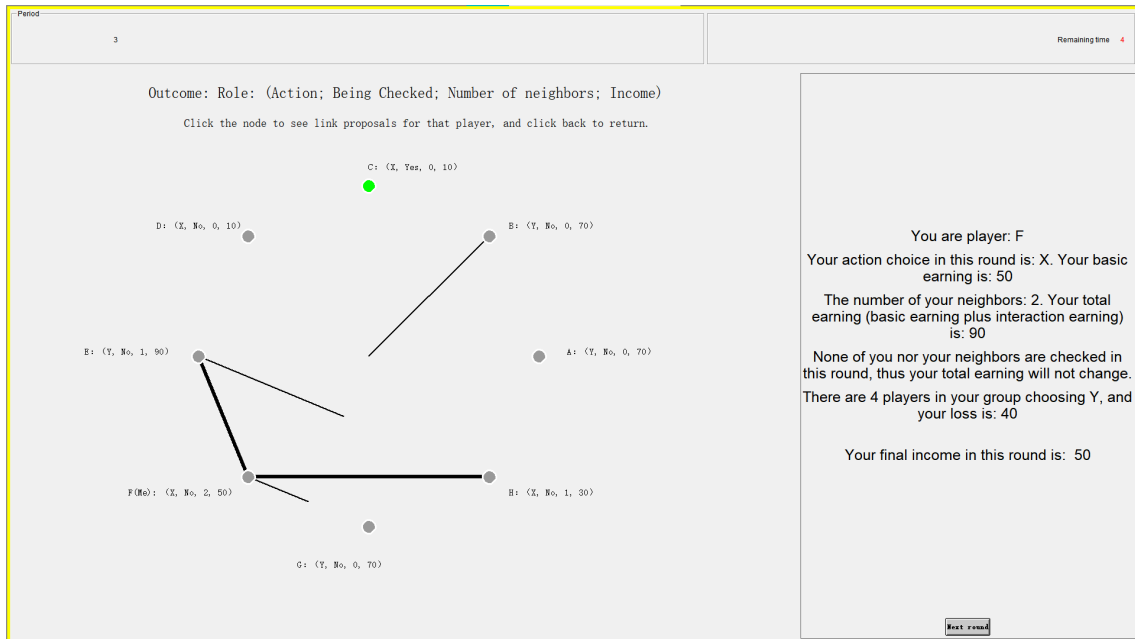 Period
3
Remaining time 4
Outcome: Role: (Action; Being Checked; Number of neighbors; Income)
Click the node to see link proposals for that player, and click back to return.
C: (X, Yes, 0, 10)
D: (X, No, 0, 10)
B: (Y, No, 0, 70)
E: (Y, No, 1, 90)
A: (Y, No, 0, 70)
F(Me): (X, No, 2, 50)
H: (X, No, 1, 30)
G: (Y, No, 0, 70)
You are player: F
Your action choice in this round is: X. Your basic
earning is: 50
The number of your neighbors: 2. Your total
earning (basic earning plus interaction earning)
is: 90
None of you nor your neighbors are checked in
this round, thus your total earning will not change.
There are 4 players in your group choosing Y, and
your loss is: 40
Your final income in this round is: 50
Next round